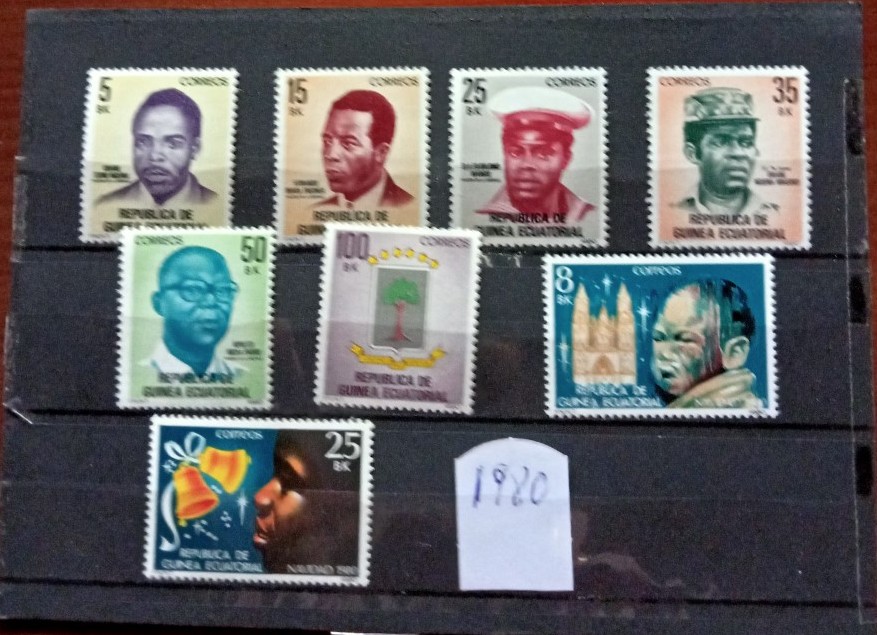 5 CORREOS
BK
REPUBLICA DE
15 CORREOS
BK
REPUBLICA DE
GUINEA ECUATORIAL
25 CORREOS
BK
REPUBLICA DE
GUINEA ECUATORIAL
CORREOS 35
BK
REPUBLICA DE
GUINEA ECUATORIAL
CORREOS 50
BK
REPUBLICA DE
GUINEA ECUATORIAL
100 CORREOS
BK
REPUBLICA DE
GUINEA ECUATORIAL
8 correos
BK
REPUBLICA DE
GUINEA ECUATORIAL
correos 25
BK
REPUBLICA DE
GUINEA ECUATORIAL NAVIDAD 1980
1980